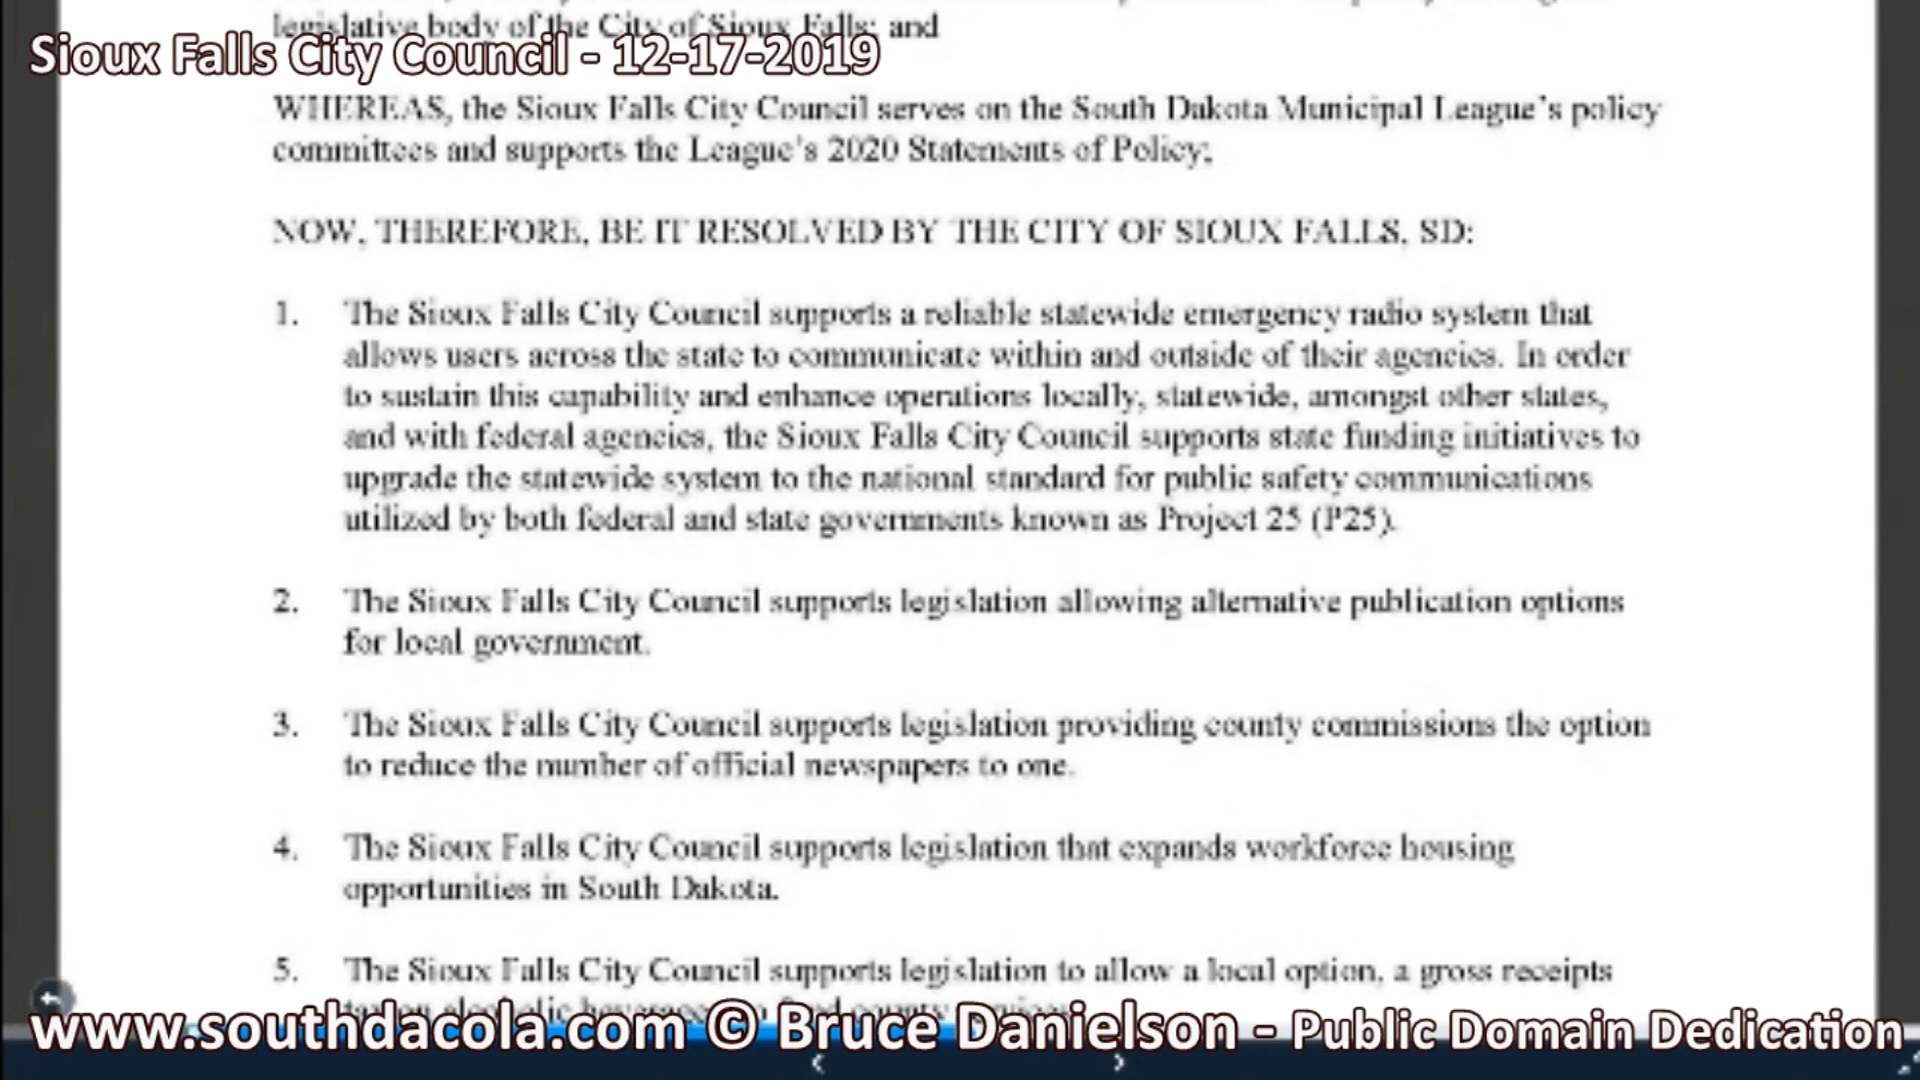 legislative body of the City of Sioux Falls; and
Sioux Falls City Council - 12-17-2019
WHEREAS, the Sioux Falls City Council serves on the South Dakota Municipal League's policy
committees and supports the League's 2020 Statements of Policy;
NOW, THEREFORE, BE IT RESOLVED BY THE CITY OF SIOUX FALLS, SD:
1. The Sioux Falls City Council supports a reliable statewide emergency radio system that
allows users across the state to communicate within and outside of their agencies. In order
to sustain this capability and enhance operations locally, statewide, amongst other states,
and with federal agencies, the Sioux Falls City Council supports state funding initiatives to
upgrade the statewide system to the national standard for public safety communications
utilized by both federal and state governments known as Project 25 (P25).
2. The Sioux Falls City Council supports legislation allowing alternative publication options
for local government.
3. The Sioux Falls City Council supports legislation providing county commissions the option
to reduce the number of official newspapers to one.
4. The Sioux Falls City Council supports legislation that expands workforce housing
opportunities in South Dakota.
5. The Sioux Falls City Council supports legislation to allow a local option, a gross receipts
tax on alcoholic beverages to fund county services
www.southdacola.com © Bruce Danielson - Public Domain Dedication